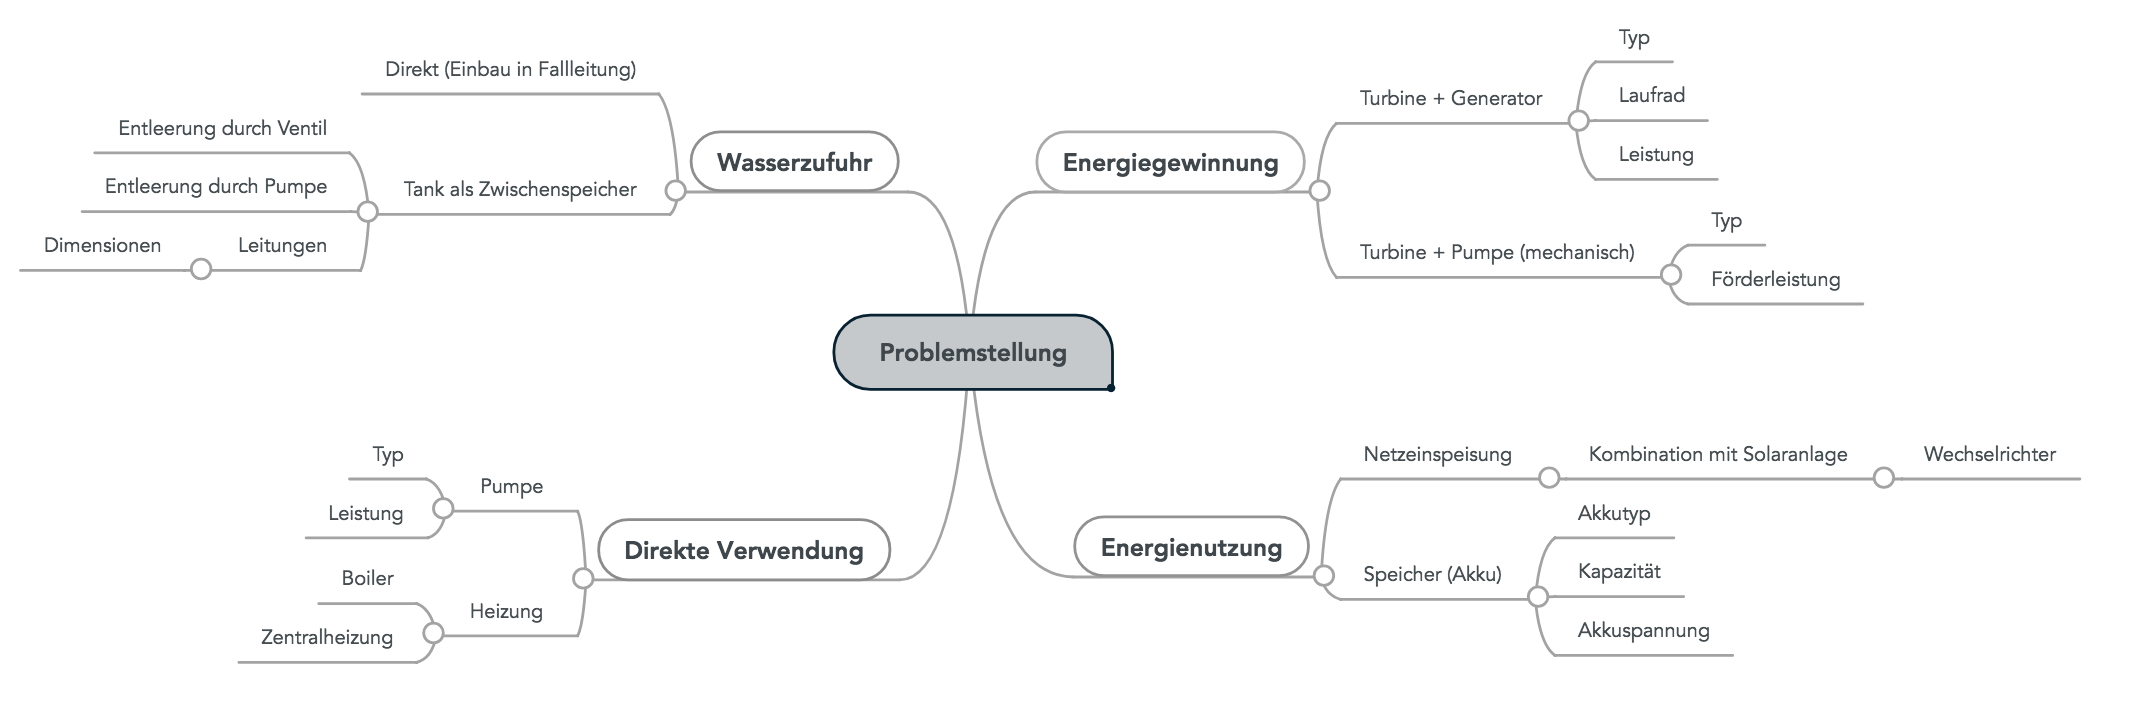 Problemstellung
Wasserzufuhr
Direkt (Einbau in Fallleitung)
Tank als Zwischenspeicher
Entleerung durch Ventil
Entleerung durch Pumpe
Leitungen
Dimensionen
Energiegewinnung
Turbine + Generator
Typ
Laufrad
Leistung
Turbine + Pumpe (mechanisch)
Typ
Förderleistung
Direkte Verwendung
Pumpe
Typ
Leistung
Heizung
Boiler
Zentralheizung
Energienutzung
Netzeinspeisung
Kombination mit Solaranlage
Wechselrichter
Speicher (Akku)
Akkutyp
Kapazität
Akkuspannung